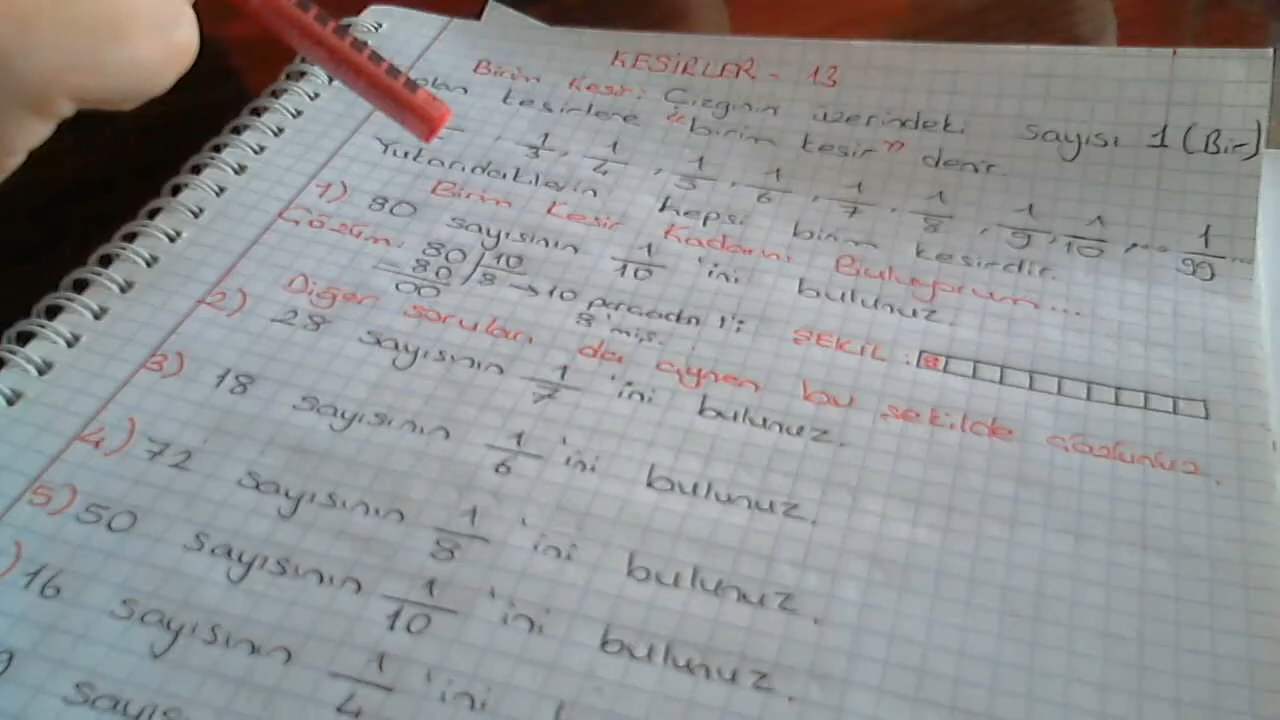 KESİRLER - 13
Birim Kesir: Çizginin üzerindeki sayısı 1 (Bir)
olan kesirlere "birim kesir" denir.
, 1/3, 1/4, 1/5, 1/6, 1/7, 1/8, 1/9, 1/10, ... 1/99 ...
Yukarıdakilerin hepsi birim kesirdir.
Birim Kesir Kadarını Buluyorum...
1) 80 sayısının 1/10 'ini bulunuz.
Çözüm: 80 / 10
- 80 / 8 → 10 parçadan 1'i ŞEKİL: 8
00 8'miş.
Diğer soruları da aynen bu şekilde çözünüz.
2) 28 sayısının 1/7 'ini bulunuz.
3) 18 sayısının 1/6 'ini bulunuz.
4) 72 sayısının 1/8 'ini bulunuz.
5) 50 sayısının 1/10 'ini bulunuz.
) 16 sayısının 1/4 'ini